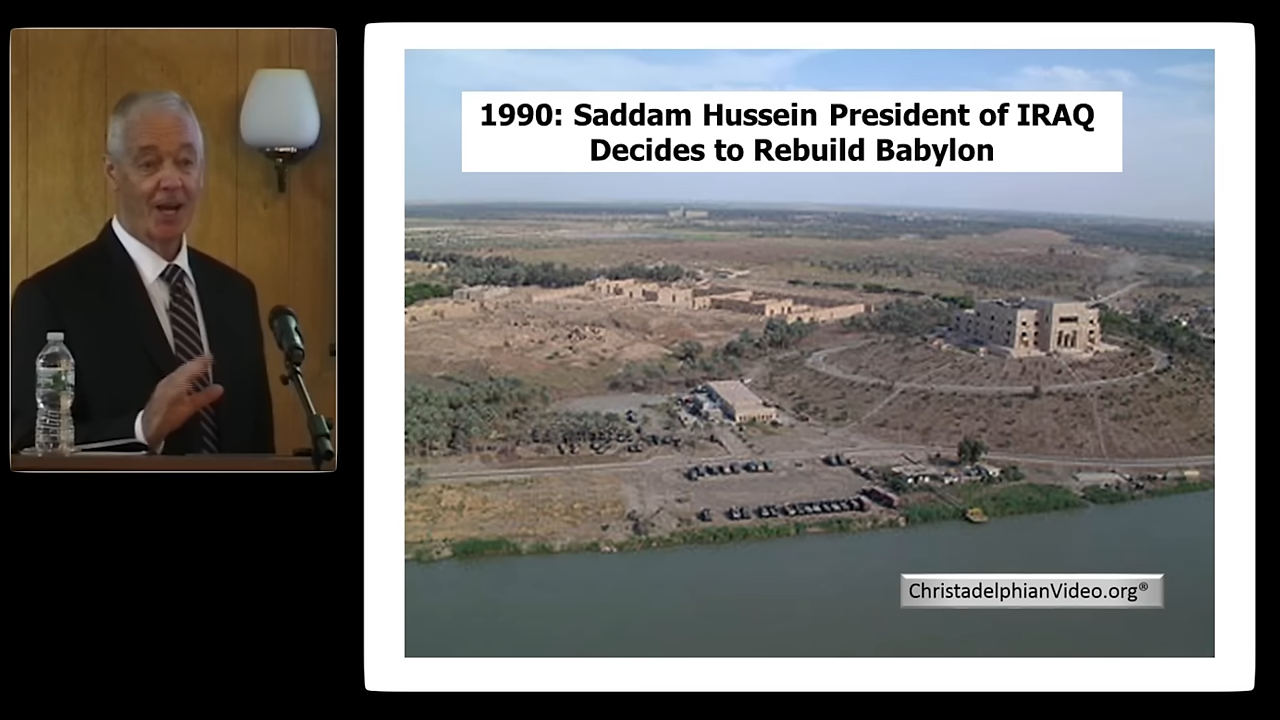 1990: Saddam Hussein President of IRAQ
Decides to Rebuild Babylon
ChristadelphianVideo.org®